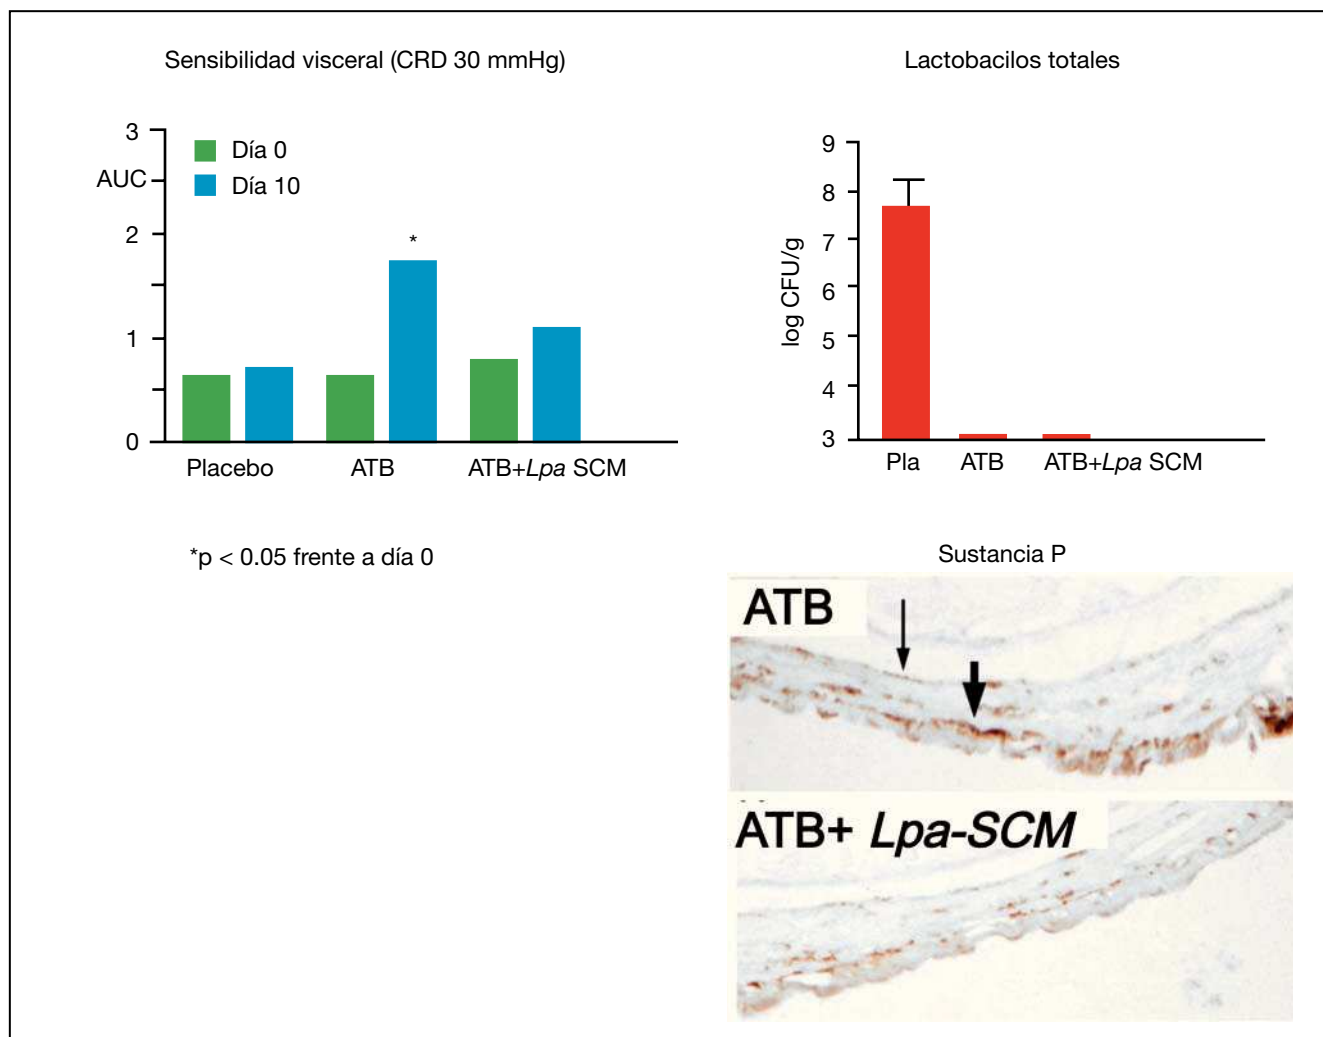 Sensibilidad visceral (CRD 30 mmHg)
3
AUC
2
1
0
Día 0
Día 10
*
Placebo
ATB
ATB+Lpa SCM
*p < 0.05 frente a día 0
Lactobacilos totales
log CFU/g
9
8
7
6
5
4
3
Pla
ATB
ATB+Lpa SCM
Sustancia P
ATB
ATB+ Lpa-SCM